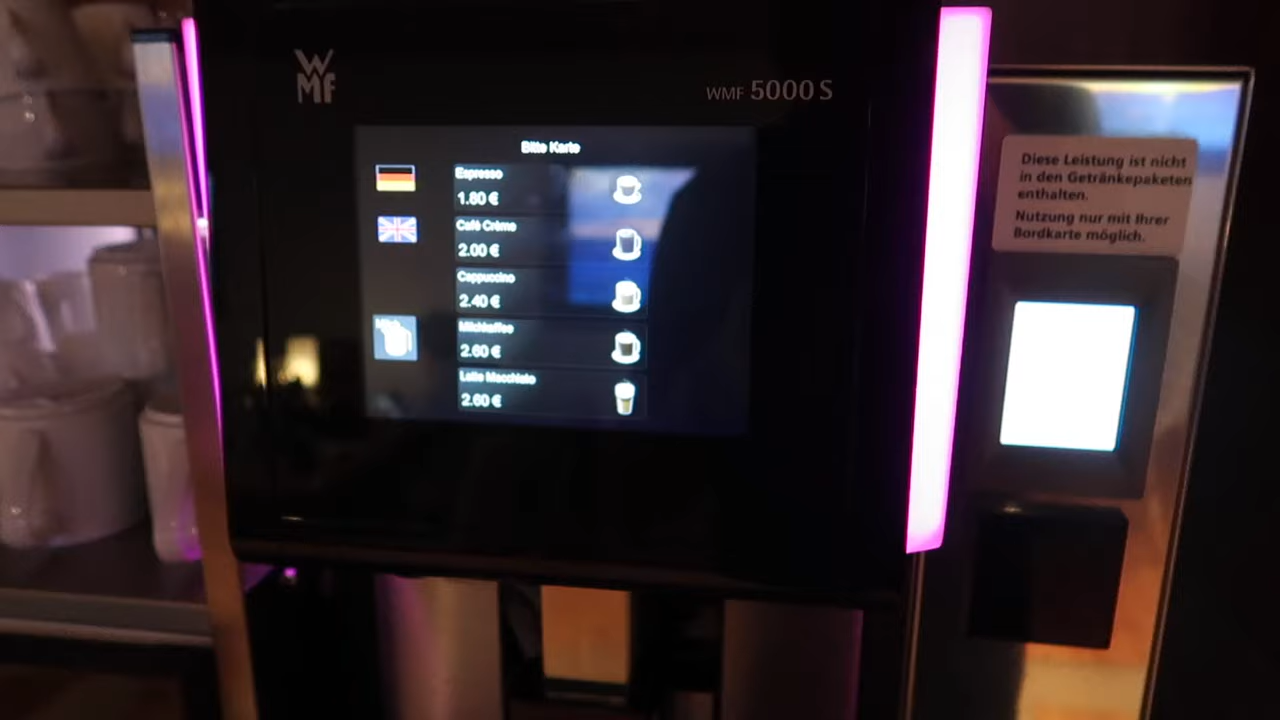 WMF
WMF 5000 S
Bitte Karte
Espresso
1.80 €
Café Crème
2.00 €
Cappuccino
2.40 €
Milchkaffee
2.60 €
Latte Macchiato
2.60 €
Diese Leistung ist nicht
in den Getränkepaketen
enthalten.
Nutzung nur mit Ihrer
Bordkarte möglich.